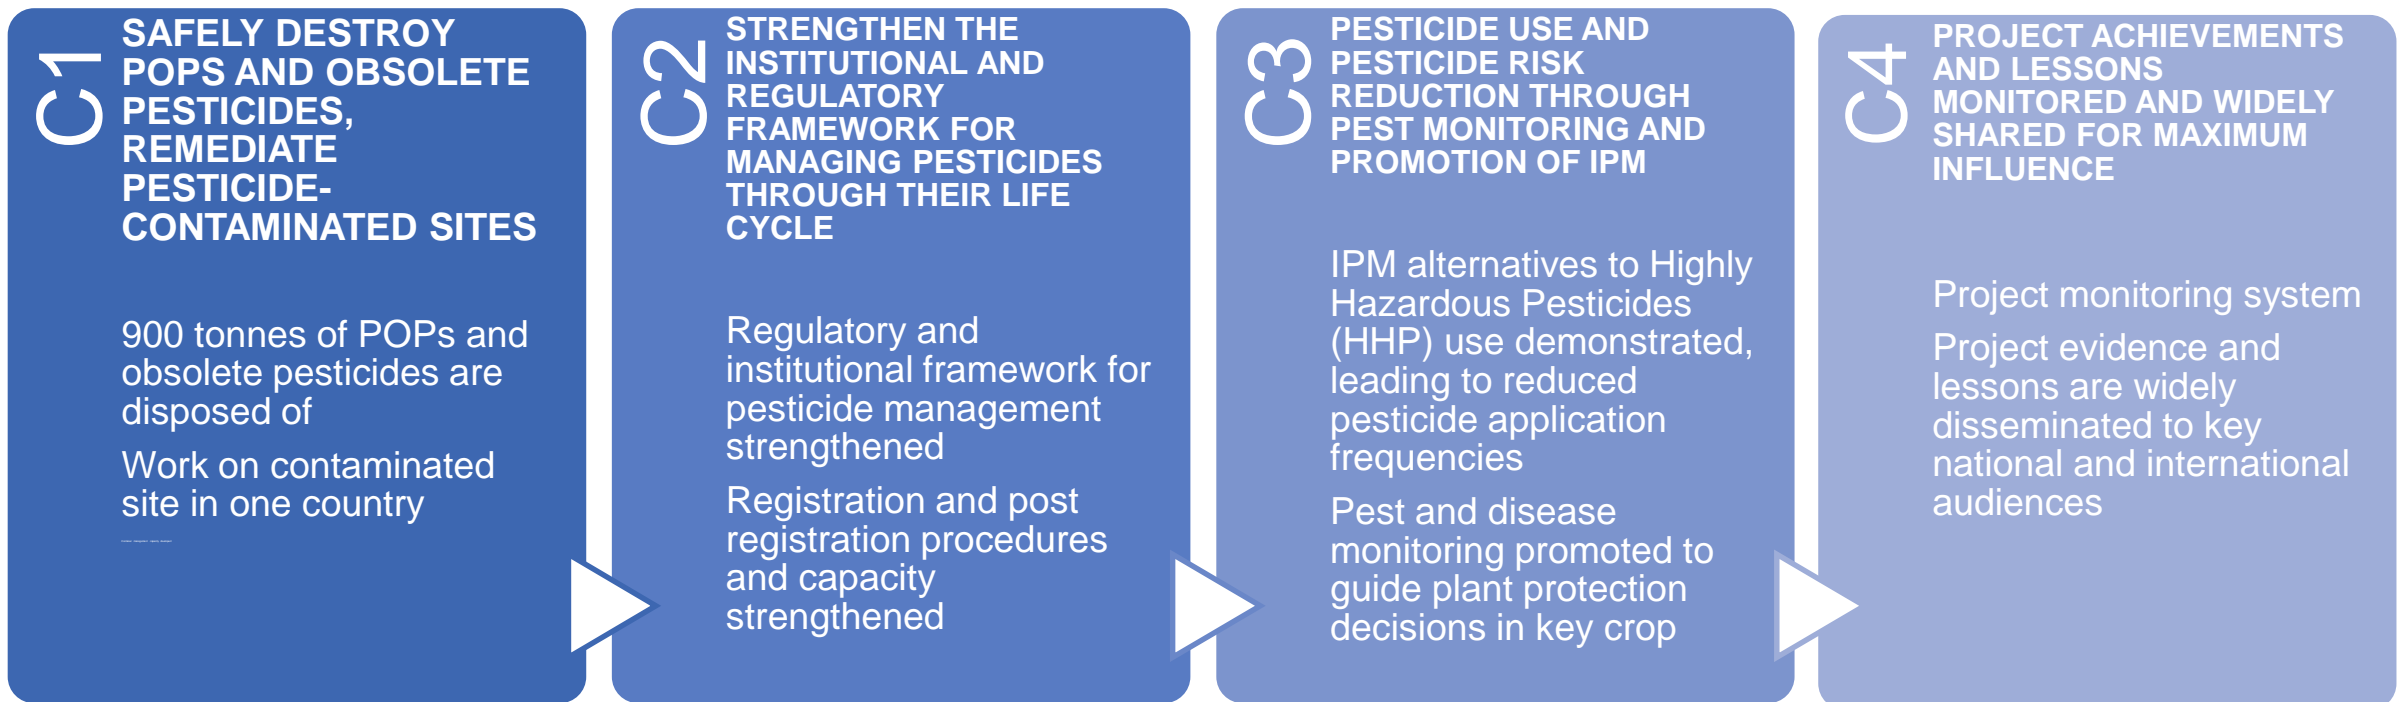 C1
SAFELY DESTROY
POPS AND OBSOLETE
PESTICIDES,
REMEDIATE
PESTICIDE-
CONTAMINATED SITES
900 tonnes of POPs and
obsolete pesticides are
disposed of
Work on contaminated
site in one country
C2
STRENGTHEN THE
INSTITUTIONAL AND
REGULATORY
FRAMEWORK FOR
MANAGING PESTICIDES
THROUGH THEIR LIFE
CYCLE
Regulatory and
institutional framework for
pesticide management
strengthened
Registration and post
registration procedures
and capacity
strengthened
C3
PESTICIDE USE AND
PESTICIDE RISK
REDUCTION THROUGH
PEST MONITORING AND
PROMOTION OF IPM
IPM alternatives to Highly
Hazardous Pesticides
(HHP) use demonstrated,
leading to reduced
pesticide application
frequencies
Pest and disease
monitoring promoted to
guide plant protection
decisions in key crop
C4
PROJECT ACHIEVEMENTS
AND LESSONS
MONITORED AND WIDELY
SHARED FOR MAXIMUM
INFLUENCE
Project monitoring system
Project evidence and
lessons are widely
disseminated to key
national and international
audiences